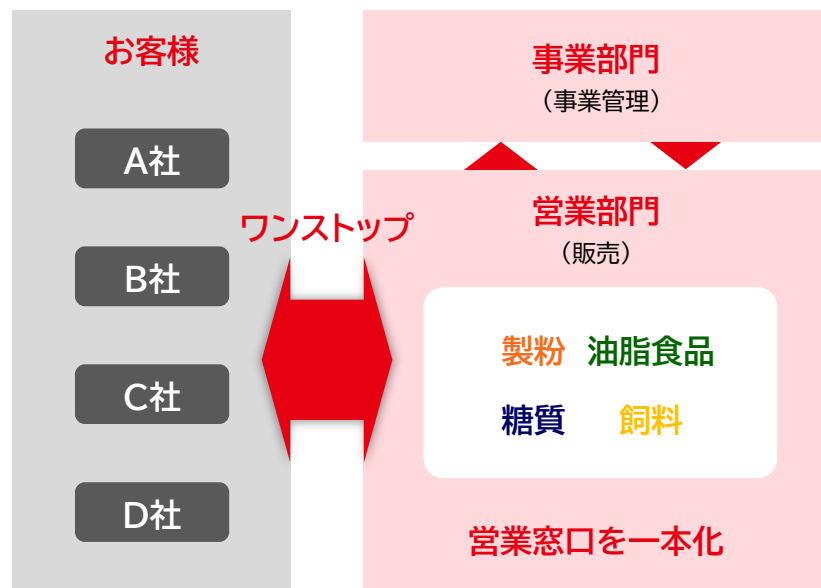 お客様
A社
B社
C社
D社
ワンストップ
事業部門
（事業管理）
営業部門
（販売）
製粉 油脂食品
糖質 飼料
営業窓口を一本化